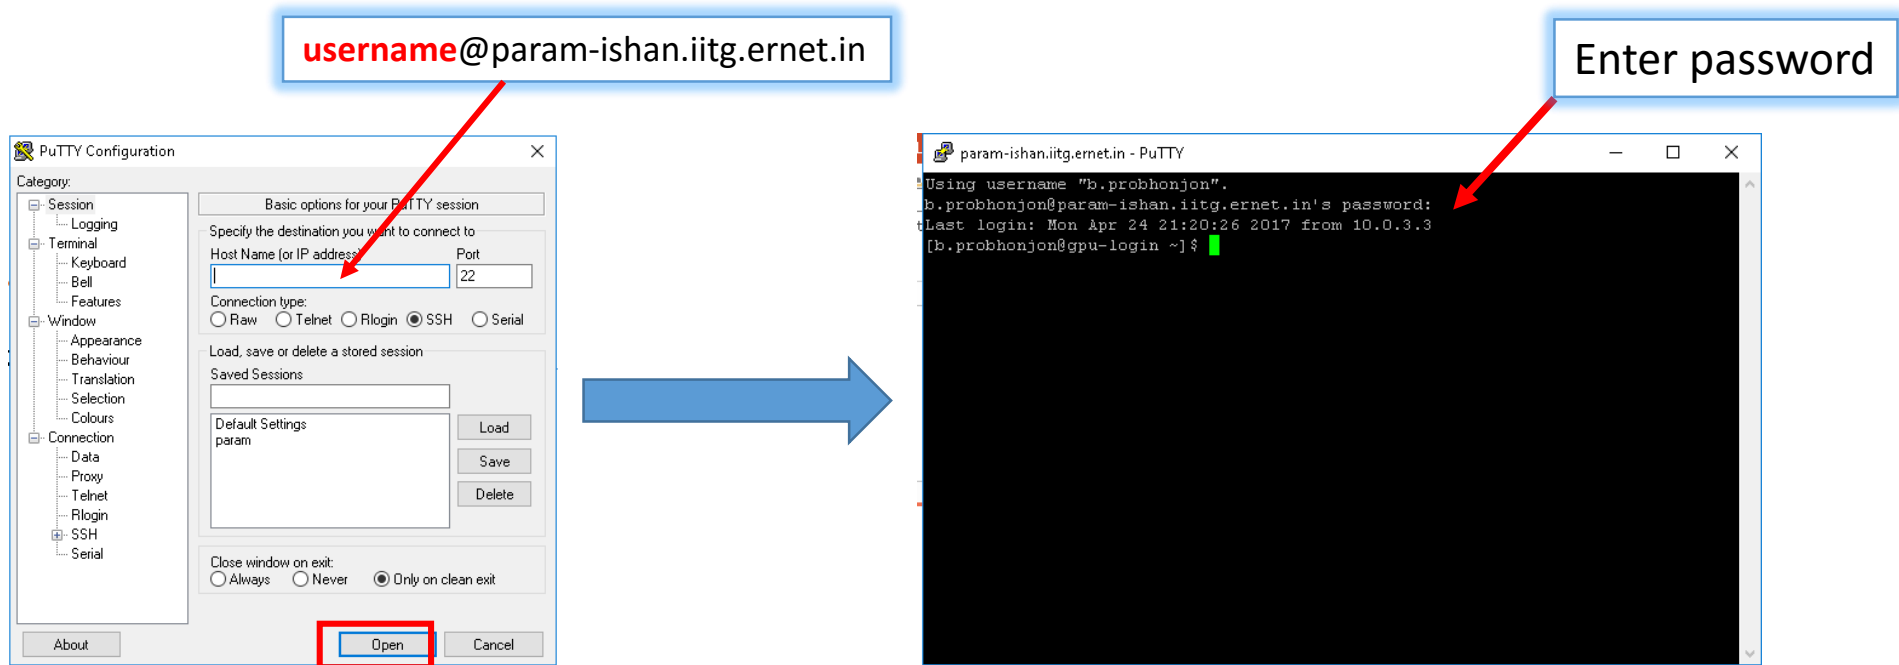 username@param-ishan.iitg.ernet.in
Enter password
PuTTY Configuration
Category:
Session
Logging
Terminal
Keyboard
Bell
Features
Window
Appearance
Behaviour
Translation
Selection
Colours
Connection
Data
Proxy
Telnet
Rlogin
SSH
Serial
Basic options for your PuTTY session
Specify the destination you want to connect to
Host Name (or IP address) Port
22
Connection type:
Raw Telnet Rlogin SSH Serial
Load, save or delete a stored session
Saved Sessions
Default Settings
param
Load
Save
Delete
Close window on exit:
Always Never Only on clean exit
About Open Cancel
param-ishan.iitg.ernet.in - PuTTY
Using username "b.probhonjon".
b.probhonjon@param-ishan.iitg.ernet.in's password:
Last login: Mon Apr 24 21:20:26 2017 from 10.0.3.3
[b.probhonjon@gpu-login ~]$